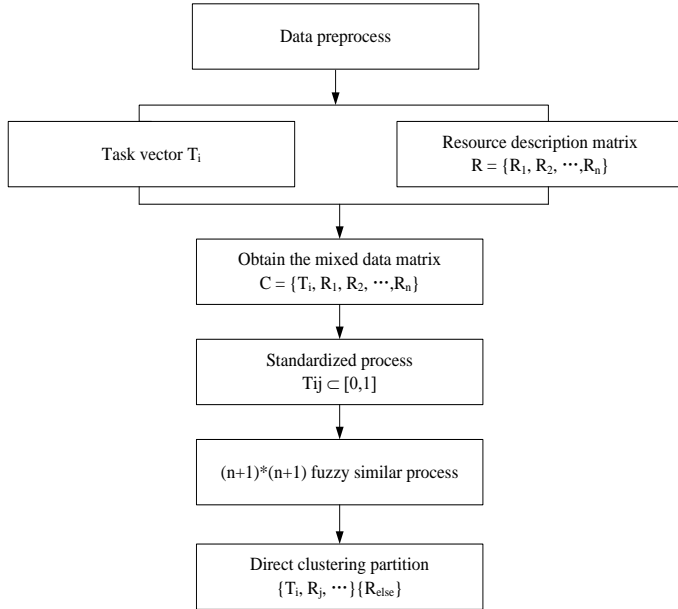 Data preprocess
Task vector Ti
Resource description matrix
R = {R1, R2, ⋯,Rn}
Obtain the mixed data matrix
C = {Ti, R1, R2, ⋯,Rn}
Standardized process
Tij ⊂ [0,1]
(n+1)*(n+1) fuzzy similar process
Direct clustering partition
{Ti, Rj, ⋯}{Relse}